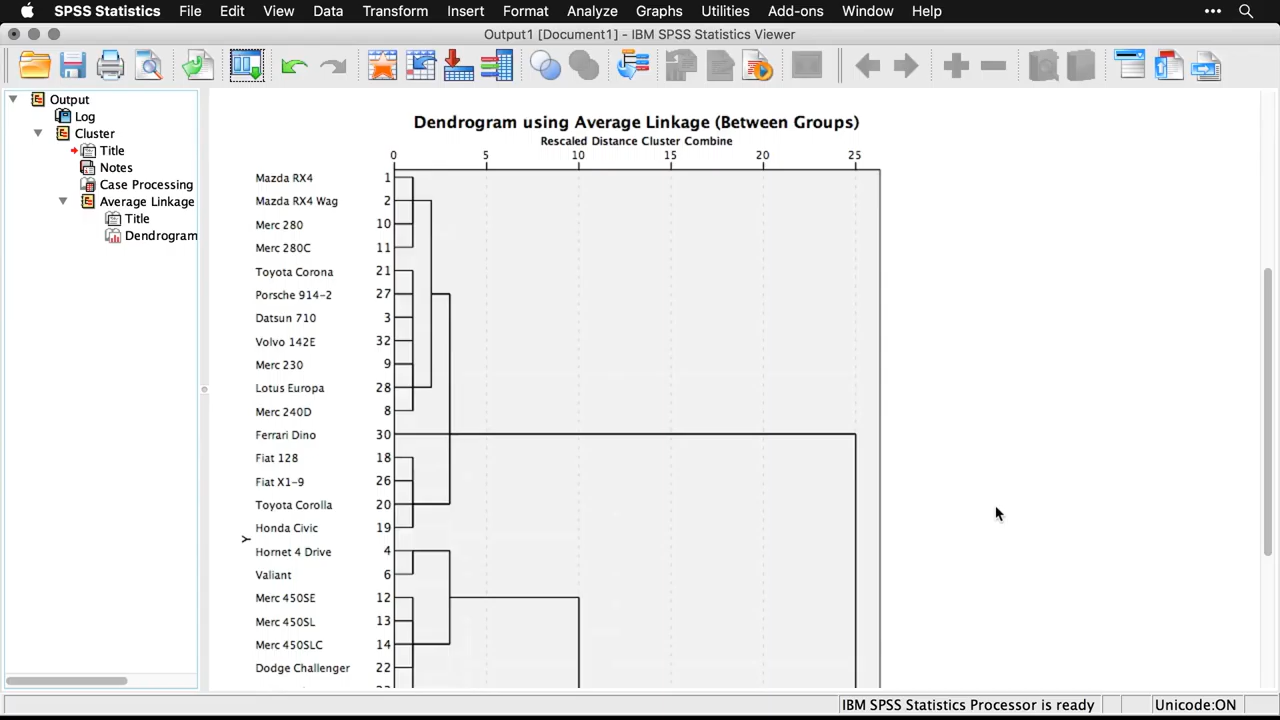 SPSS Statistics File Edit View Data Transform Insert Format Analyze Graphs Utilities Add-ons Window Help
Output1 [Document1] - IBM SPSS Statistics Viewer
Output
Log
Cluster
Title
Notes
Case Processing
Average Linkage
Title
Dendrogram
Dendrogram using Average Linkage (Between Groups)
Rescaled Distance Cluster Combine
0 5 10 15 20 25
Mazda RX4 1
Mazda RX4 Wag 2
Merc 280 10
Merc 280C 11
Toyota Corona 21
Porsche 914-2 27
Datsun 710 3
Volvo 142E 32
Merc 230 9
Lotus Europa 28
Merc 240D 8
Ferrari Dino 30
Fiat 128 18
Fiat X1-9 26
Toyota Corolla 20
Honda Civic 19
Y
Hornet 4 Drive 4
Valiant 6
Merc 450SE 12
Merc 450SL 13
Merc 450SLC 14
Dodge Challenger 22
IBM SPSS Statistics Processor is ready Unicode:ON